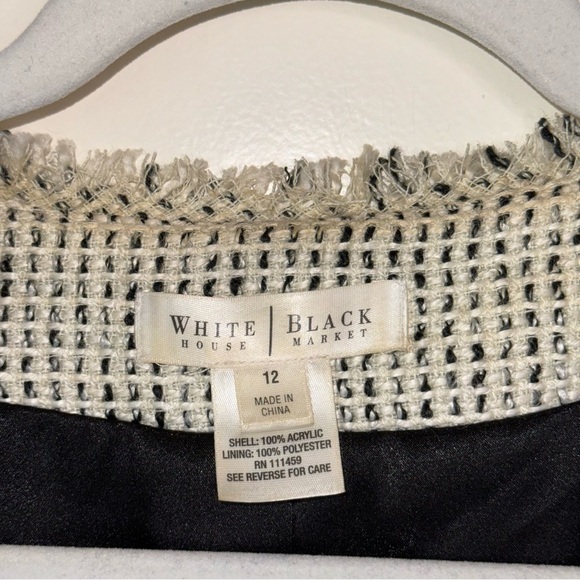 WHITE | BLACK
HOUSE MARKET
12
MADE IN
CHINA
SHELL: 100% ACRYLIC
LINING: 100% POLYESTER
RN 111459
SEE REVERSE FOR CARE